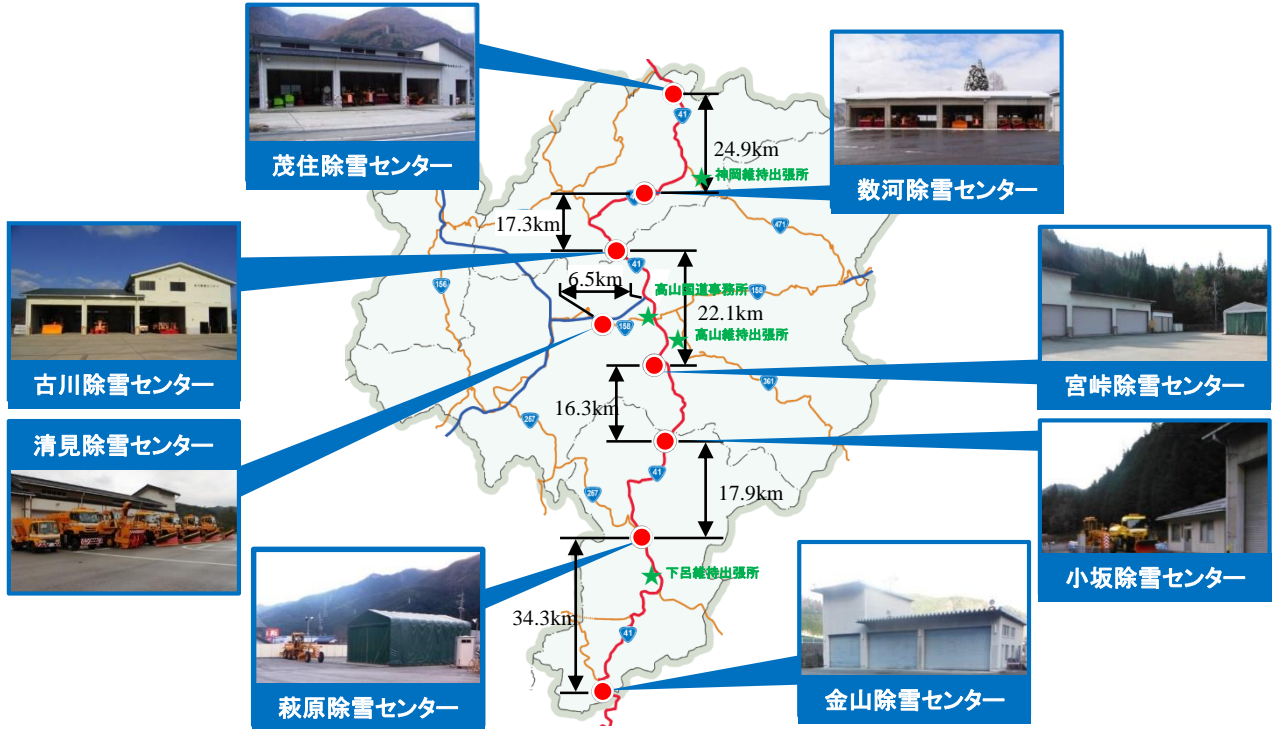 茂住除雪センター
数河除雪センター
41
24.9km
神岡維持出張所
41
17.3km
471
古川除雪センター
41
6.5km
156
158
高山国道事務所
22.1km
158
高山維持出張所
宮峠除雪センター
清見除雪センター
16.3km
361
257
41
17.9km
257
小坂除雪センター
下呂維持出張所
34.3km
41
萩原除雪センター
金山除雪センター